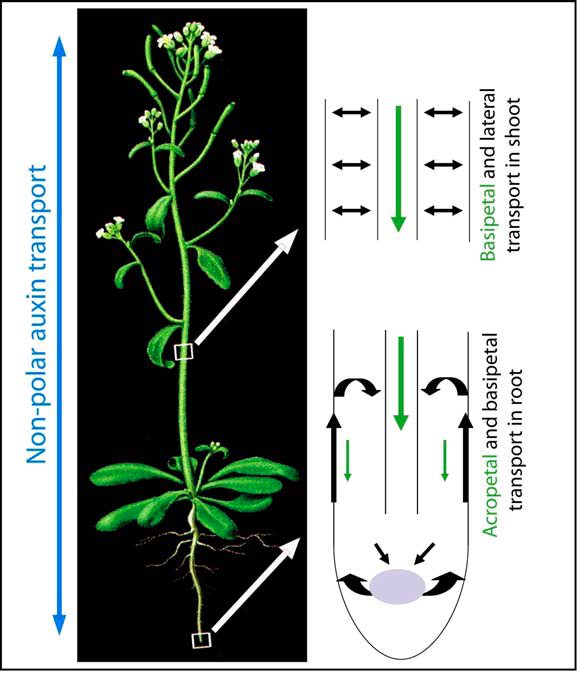 Non-polar auxin transport
Basipetal and lateral
transport in shoot
Acropetal and basipetal
transport in root